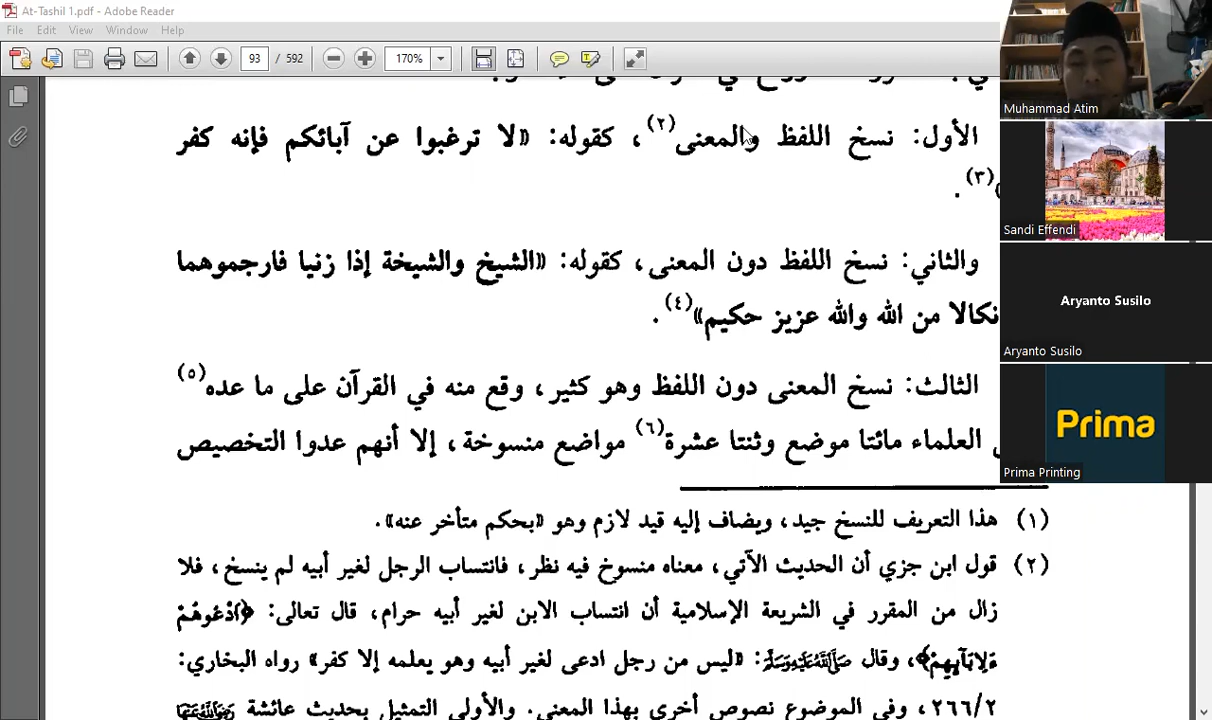 At-Tashil 1.pdf - Adobe Reader
File Edit View Window Help
93 / 592 170%
الأول: نسخ اللفظ والمعنى(٢)، كقوله: «لا ترغبوا عن آبائكم فإنه كفر
(٣).
والثاني: نسخ اللفظ دون المعنى، كقوله: «الشيخ والشيخة إذا زنيا فارجموهما
نكالا من الله والله عزيز حكيم»(٤).
الثالث: نسخ المعنى دون اللفظ وهو كثير، وقع منه في القرآن على ما عده(٥)
العلماء مائتا موضع وثنتا عشرة(٦) مواضع منسوخة، إلا أنهم عدوا التخصيص
(١) هذا التعريف للنسخ جيد، ويضاف إليه قيد لازم وهو «بحكم متأخر عنه».
(٢) قول ابن جزي أن الحديث الآتي، معناه منسوخ فيه نظر، فانتساب الرجل لغير أبيه لم ينسخ، فلا
زال من المقرر في الشريعة الإسلامية أن انتساب الابن لغير أبيه حرام، قال تعالى: ﴿ادْعُوهُمْ
لِآبَآئِهِمْ﴾، وقال صَلَّى اللَّهُ عَلَيْهِ وَسَلَّمَ: «ليس من رجل ادعى لغير أبيه وهو يعلمه إلا كفر» رواه البخاري:
٢٦٦/٢، وفي الموضوع نصوص أخرى بهذا المعنى. والأولى التمثيل بحديث عائشة رَضِيَ اللَّهُ عَنْهَا
Muhammad Atim
Sandi Effendi
Aryanto Susilo
Aryanto Susilo
Prima
Prima Printing